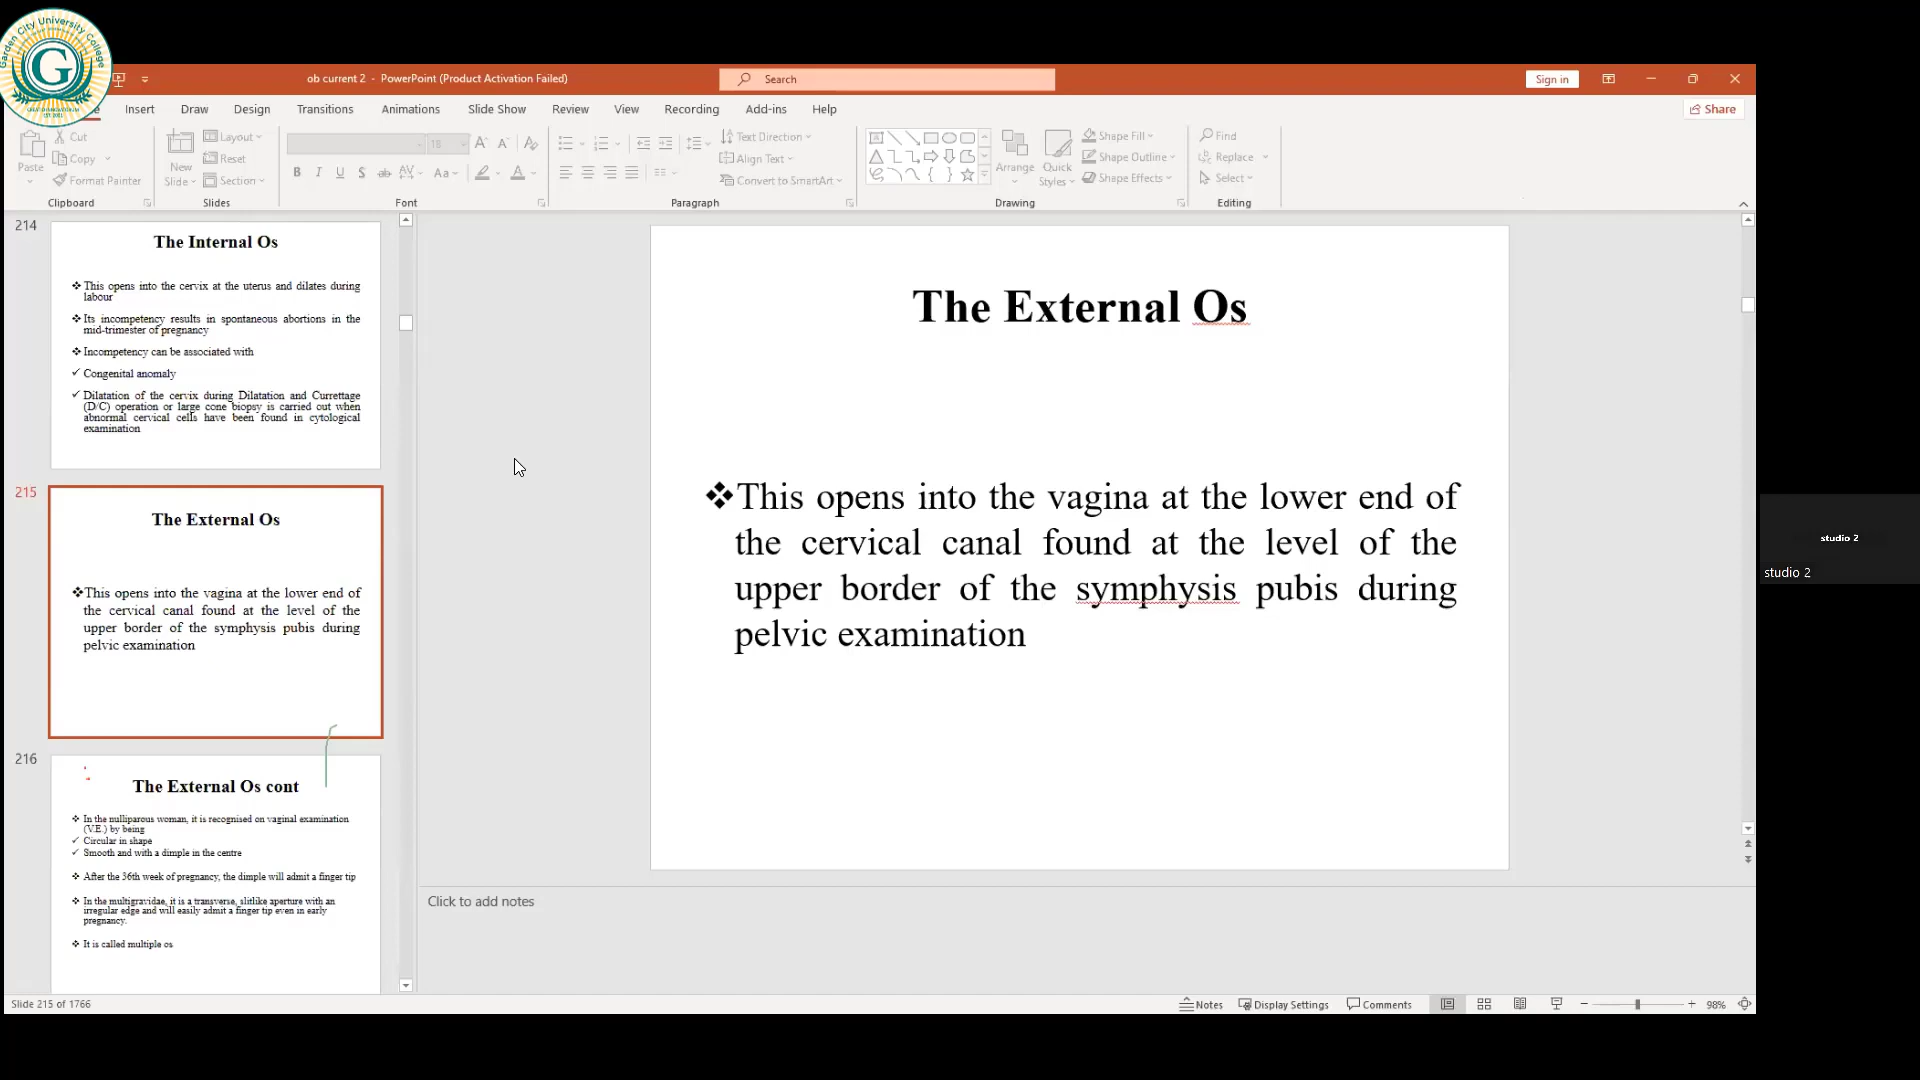 Garden City University College
G
ob current 2 - PowerPoint (Product Activation Failed)
Search
Sign in
Insert
Draw
Design
Transitions
Animations
Slide Show
Review
View
Recording
Add-ins
Help
Share
Paste
Cut
Copy
Format Painter
Clipboard
New
Slide
Layout
Reset
Section
Slides
18
Font
Text Direction
Align Text
Convert to SmartArt
Paragraph
Arrange
Quick
Styles
Shape Fill
Shape Outline
Shape Effects
Drawing
Find
Replace
Select
Editing
214
The Internal Os
❖ This opens into the cervix at the uterus and dilates during
labour
❖ Its incompetency results in spontaneous abortions in the
mid-trimester of pregnancy
❖ Incompetency can be associated with
✓ Congenital anomaly
✓ Dilatation of the cervix during Dilatation and Currettage
(D/C) operation or large cone biopsy is carried out when
abnormal cervical cells have been found in cytological
examination
215
The External Os
❖This opens into the vagina at the lower end of
the cervical canal found at the level of the
upper border of the symphysis pubis during
pelvic examination
216
The External Os cont
❖ In the nulliparous woman, it is recognised on vaginal examination
(V.E.) by being
✓ Circular in shape
✓ Smooth and with a dimple in the centre
❖ After the 36th week of pregnancy, the dimple will admit a finger tip
❖ In the multigravidae, it is a transverse, slitlike aperture with an
irregular edge and will easily admit a finger tip even in early
pregnancy.
❖ It is called multiple os
The External Os
❖This opens into the vagina at the lower end of
the cervical canal found at the level of the
upper border of the symphysis pubis during
pelvic examination
Click to add notes
studio 2
studio 2
Slide 215 of 1766
Notes
Display Settings
Comments
98%